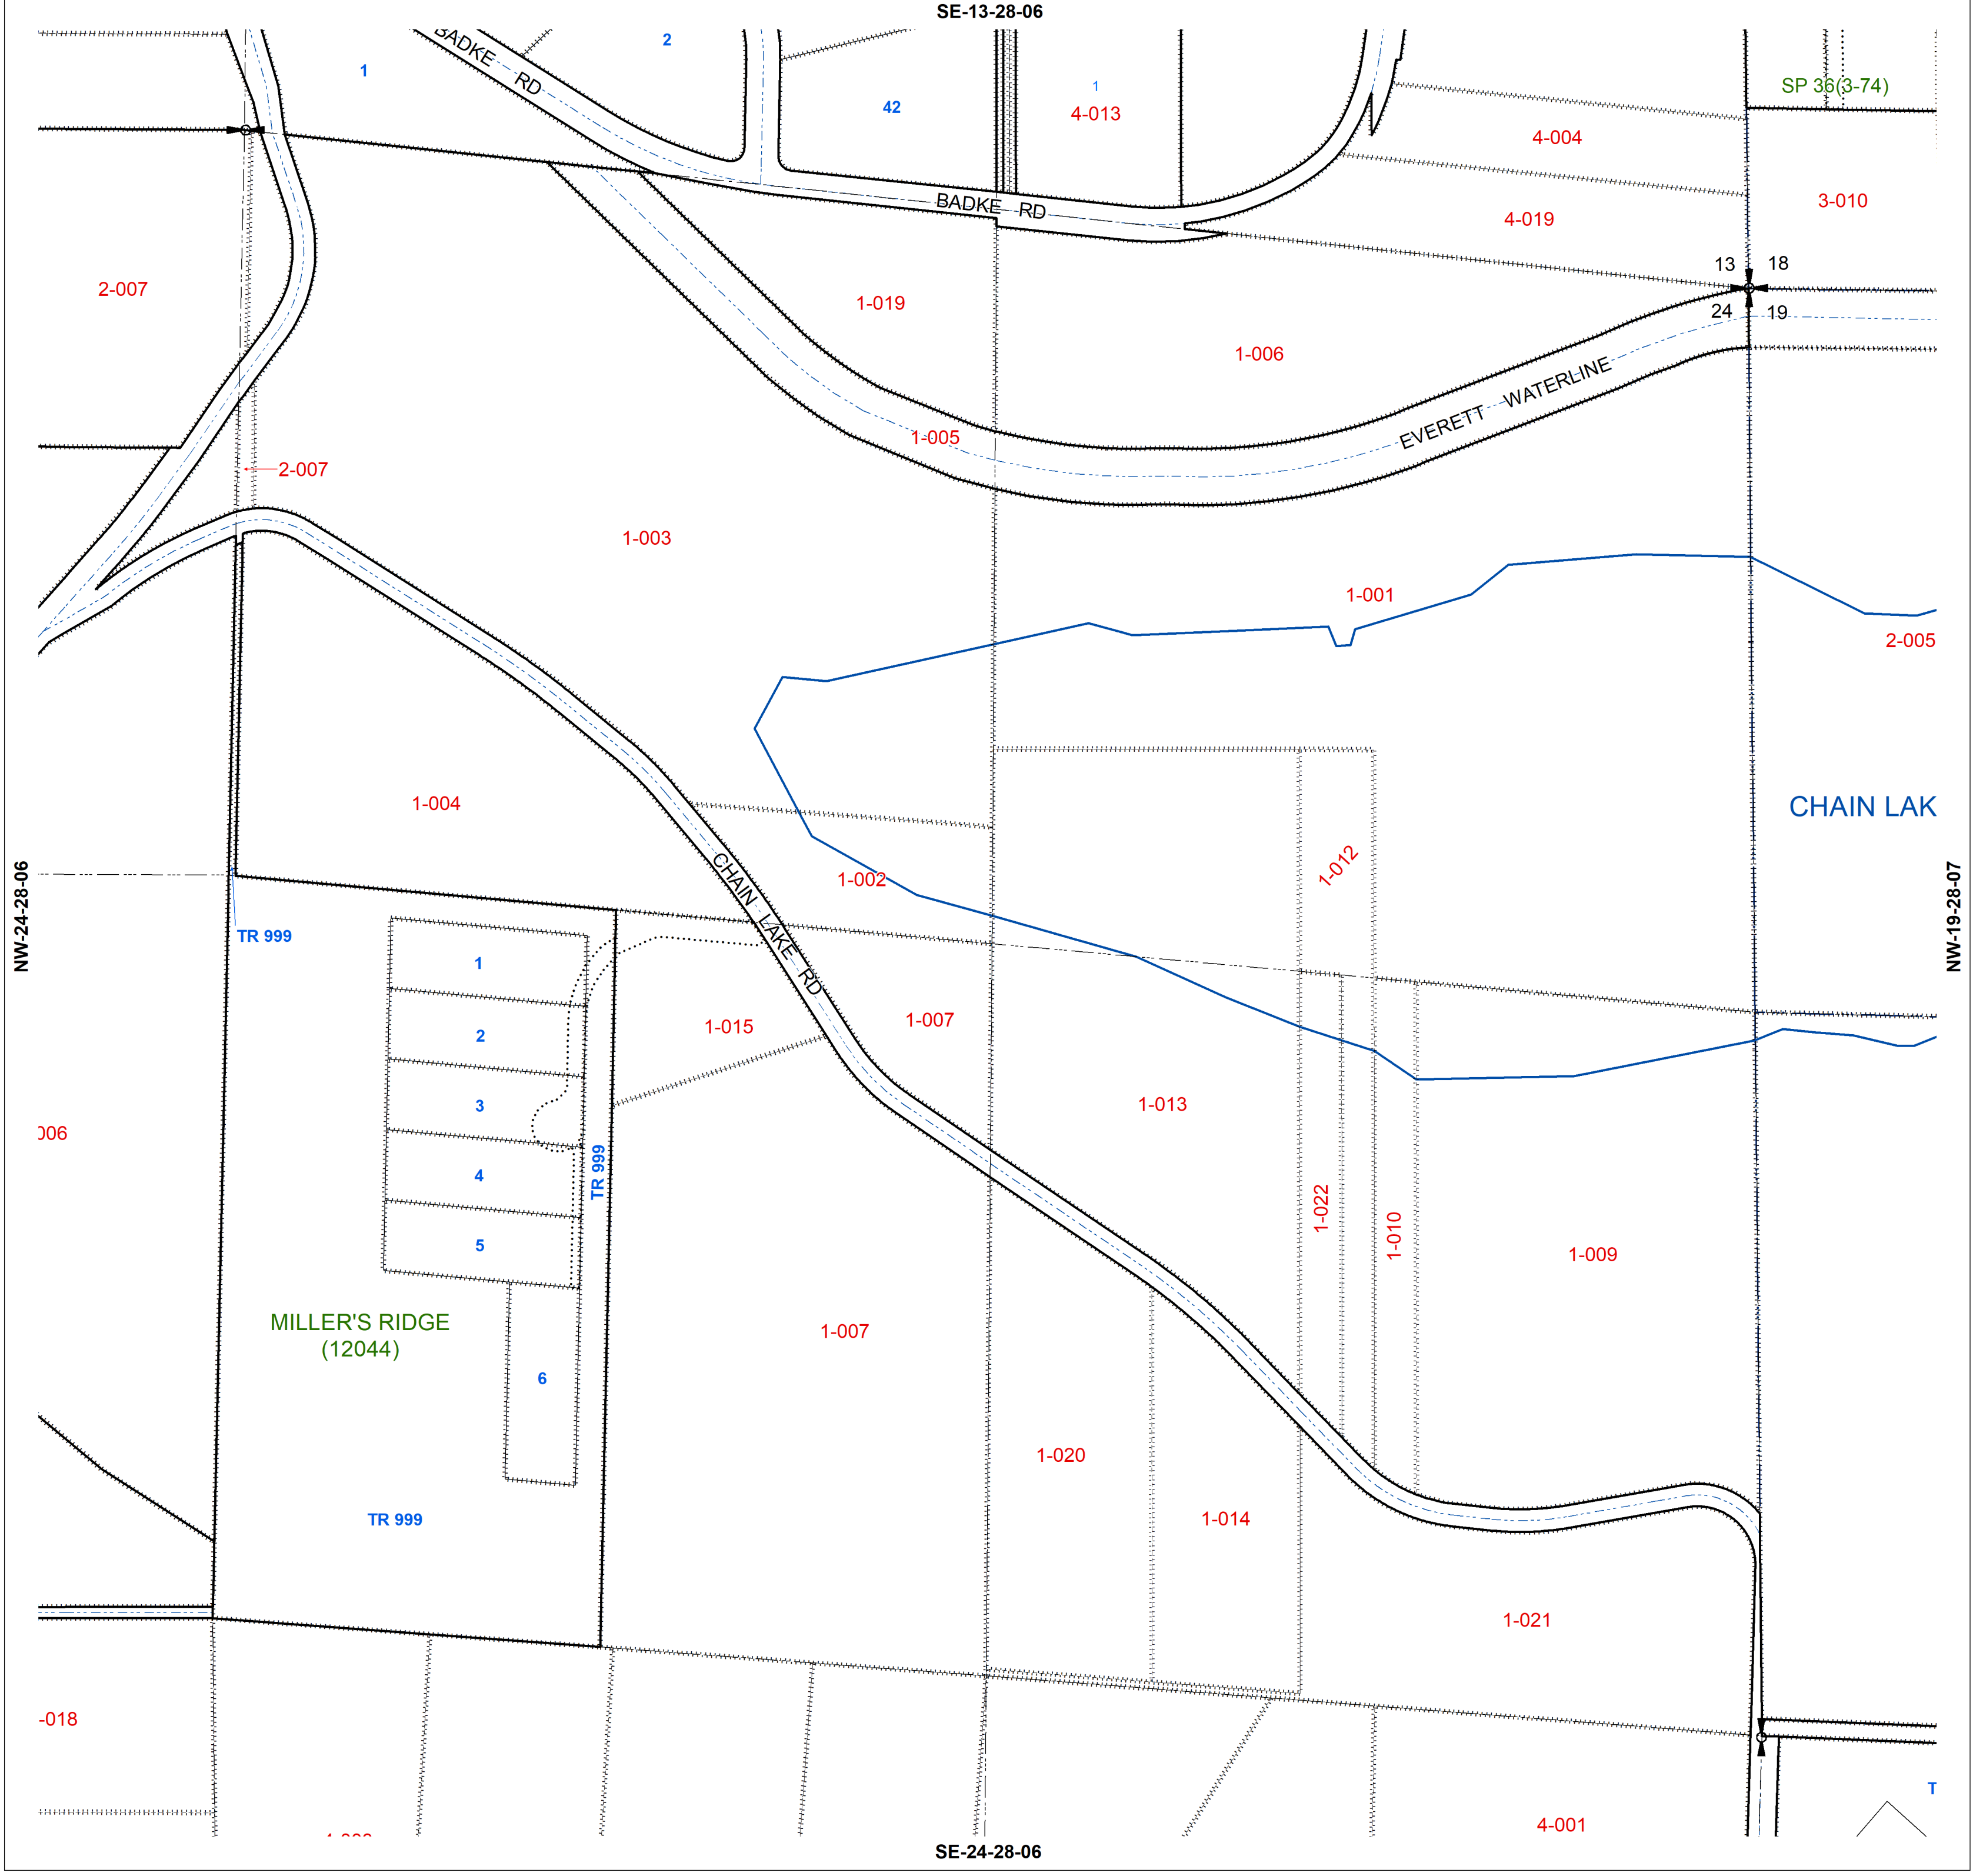 SE-13-28-06
BADKE RD
2
1
42
1
4-013
SP 36(3-74)
4-004
3-010
BADKE RD
4-019
13 18
24 19
2-007
1-019
1-006
EVERETT WATERLINE
1-005
2-007
1-003
1-001
2-005
1-004
CHAIN LAK
1-012
1-002
CHAIN LAKE RD
NW-24-28-06
NW-19-28-07
TR 999
1
2
1-015
1-007
3
1-013
006
4
TR 999
1-022
1-010
5
1-009
MILLER'S RIDGE
(12044)
1-007
6
1-020
TR 999
1-014
1-021
-018
T
4-001
SE-24-28-06